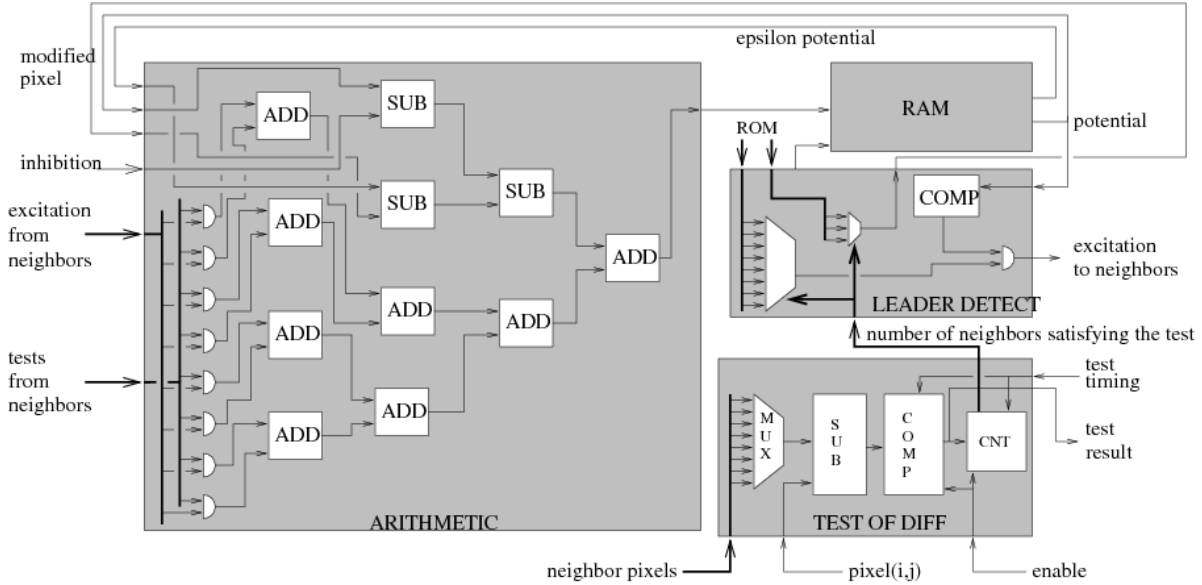 epsilon potential
modified
pixel
SUB
ADD
RAM
ROM
potential
inhibition
SUB
SUB
COMP
excitation
from
neighbors
ADD
ADD
excitation
to neighbors
LEADER DETECT
ADD
ADD
ADD
number of neighbors satisfying the test
tests
from
neighbors
test
timing
ADD
ADD
MUX
SUB
COMP
CNT
test
result
ARITHMETIC
TEST OF DIFF
neighbor pixels
pixel(i,j)
enable